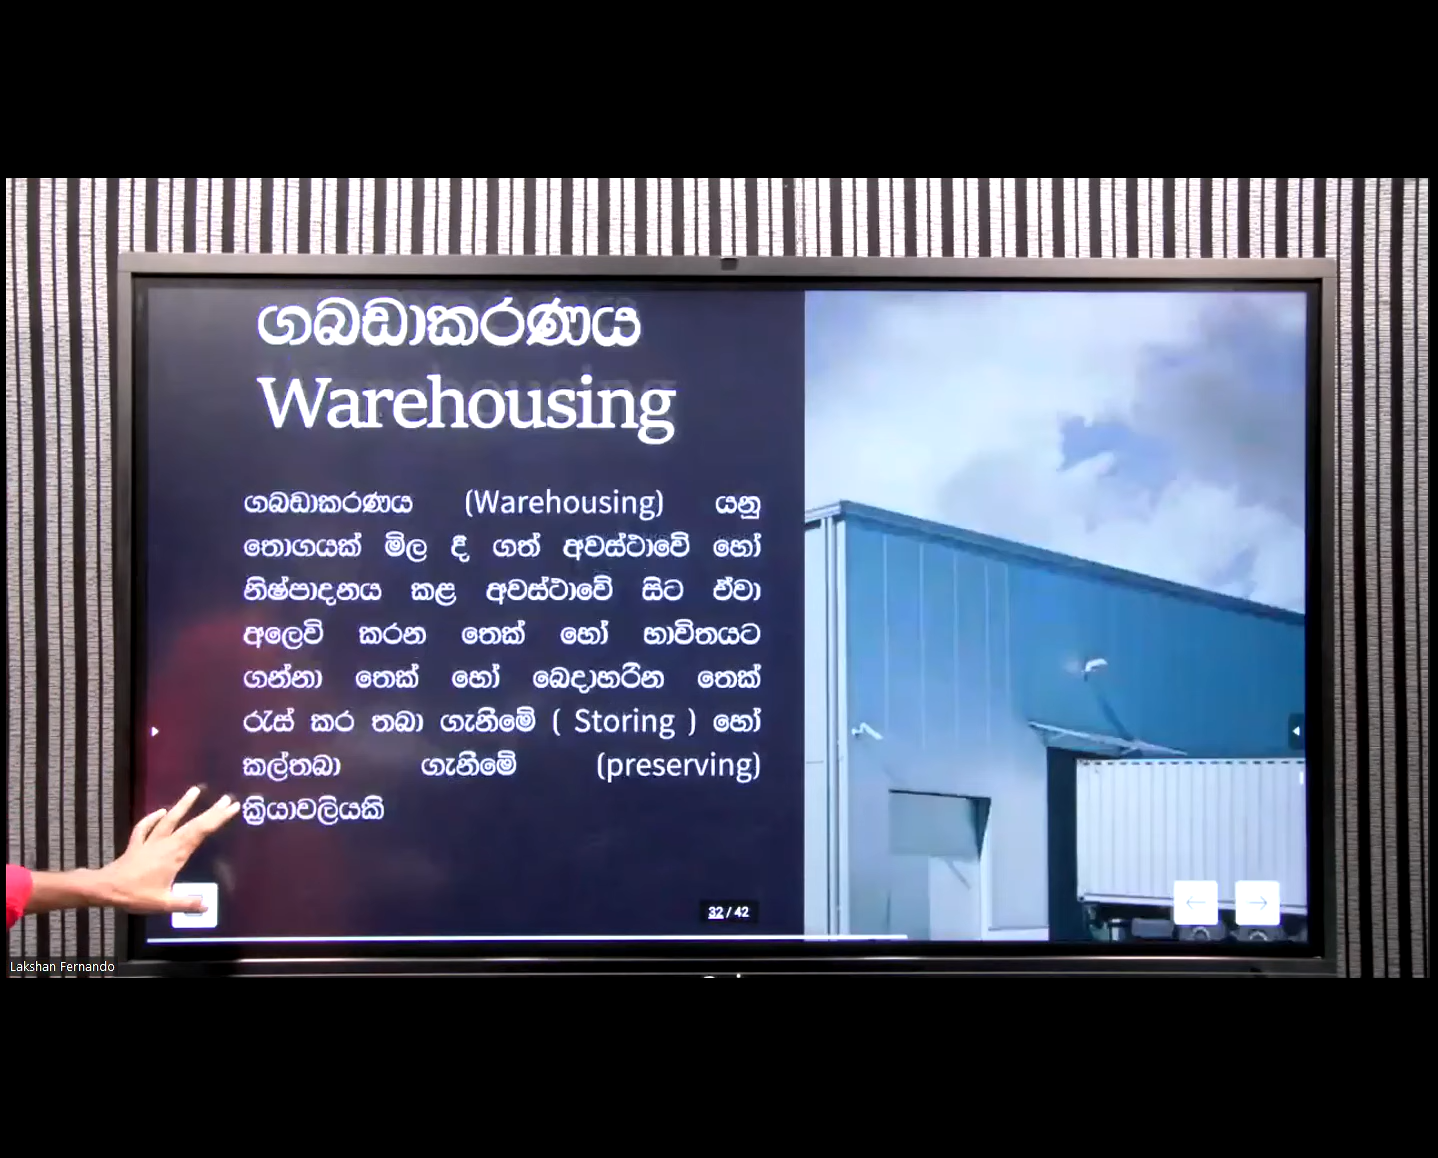 ගබඩාකරණය
Warehousing
ගබඩාකරණය (Warehousing) යනු
තොගයක් මිල දී ගත් අවස්ථාවේ හෝ
නිෂ්පාදනය කළ අවස්ථාවේ සිට ඒවා
අලෙවි කරන තෙක් හෝ භාවිතයට
ගන්නා තෙක් හෝ බෙදාහරින තෙක්
රැස් කර තබා ගැනීමේ ( Storing ) හෝ
කල්තබා ගැනීමේ (preserving)
ක්‍රියාවලියකි
32 / 42
Lakshan Fernando